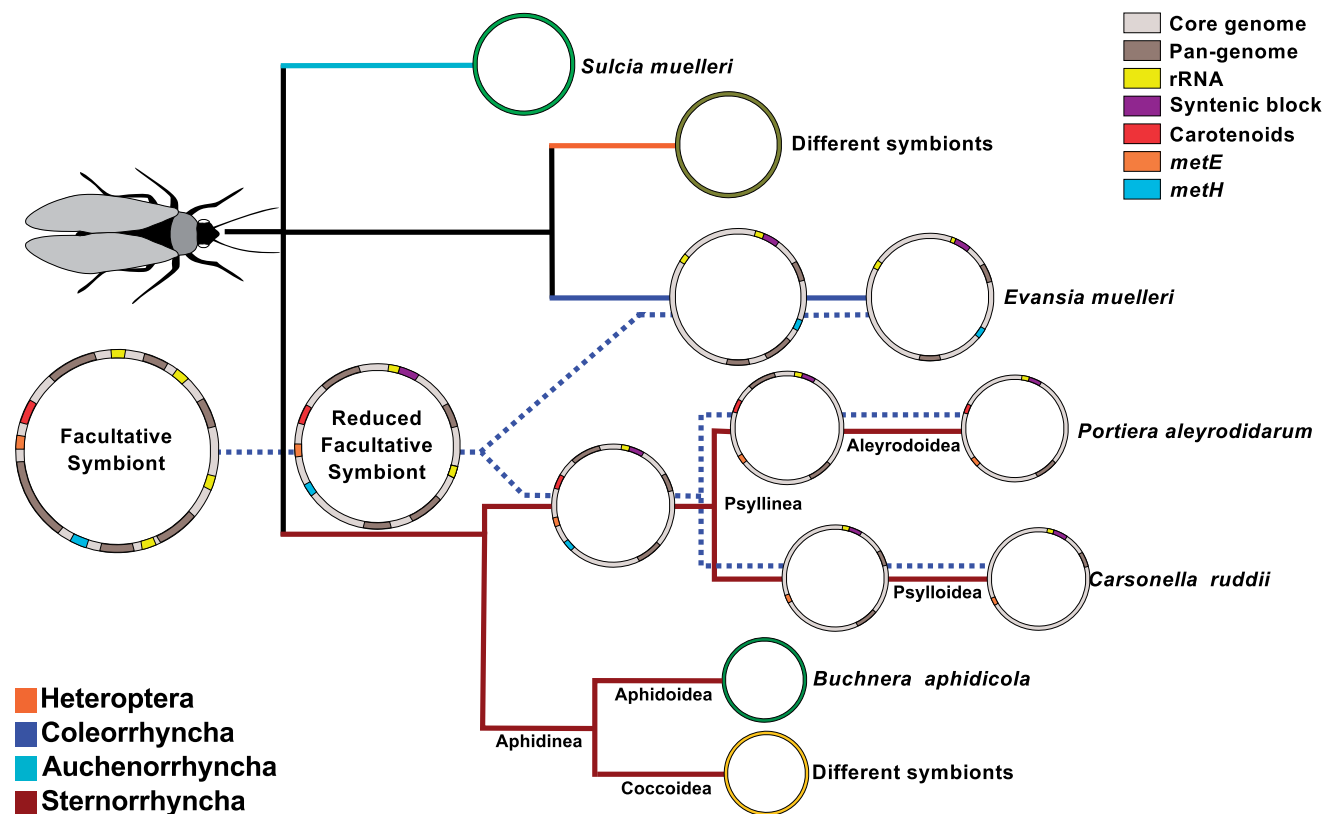 Core genome
Pan-genome
rRNA
Syntenic block
Carotenoids
metE
metH
Sulcia muelleri
Different symbionts
Evansia muelleri
Facultative
Symbiont
Reduced
Facultative
Symbiont
Aleyrodoidea
Portiera aleyrodidarum
Psyllinea
Psylloidea
Carsonella ruddii
Aphidoidea
Buchnera aphidicola
Aphidinea
Coccoidea
Different symbionts
Heteroptera
Coleorrhyncha
Auchenorrhyncha
Sternorrhyncha